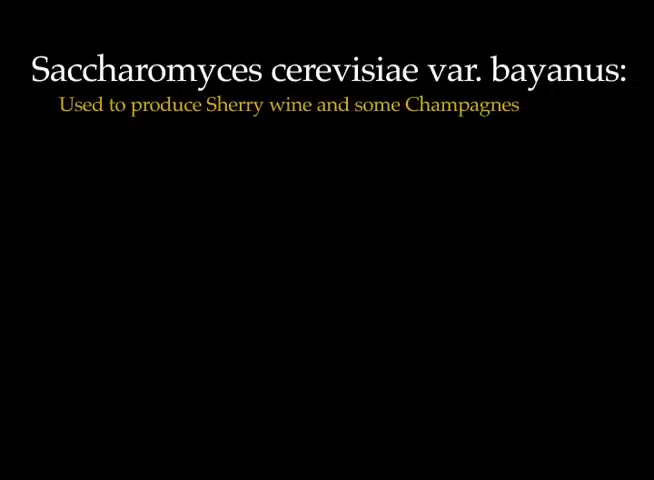 Saccharomyces cerevisiae var. bayanus:
Used to produce Sherry wine and some Champagnes